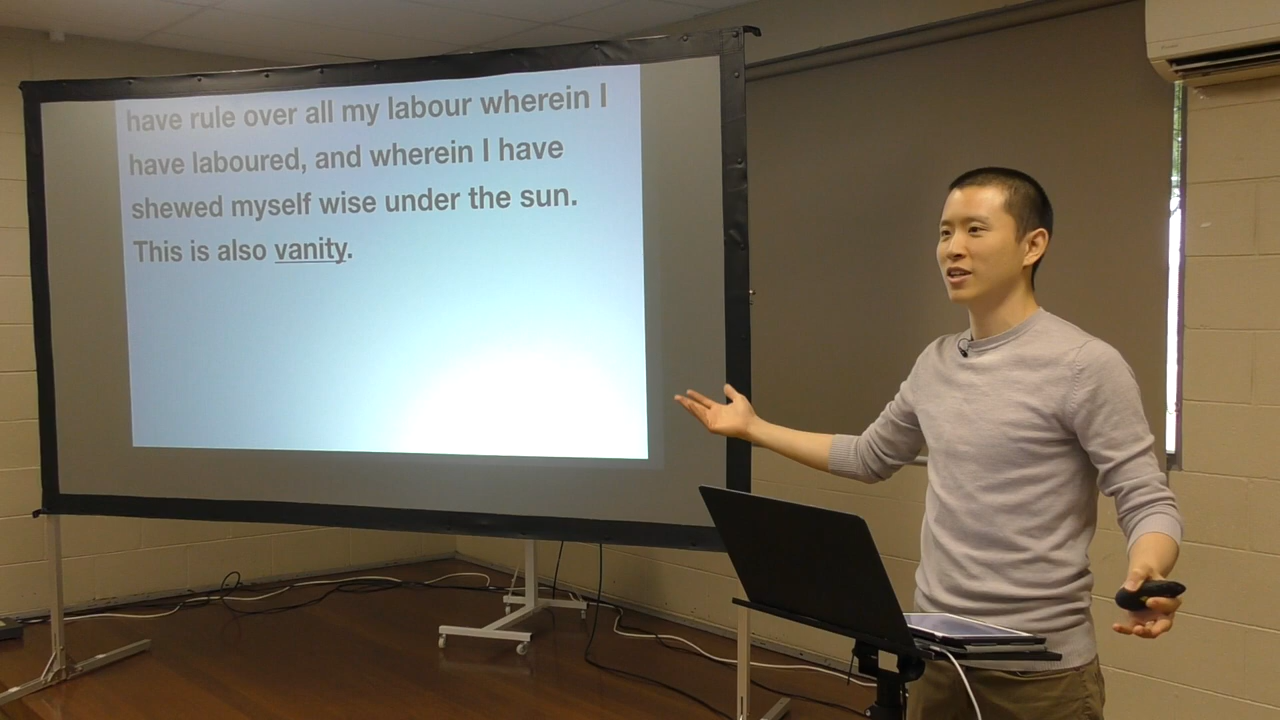 have rule over all my labour wherein I
have laboured, and wherein I have
shewed myself wise under the sun.
This is also vanity.